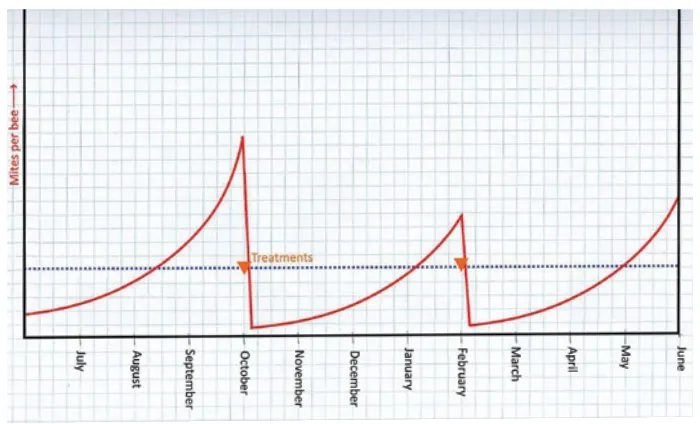 Mites per bee
Treatments
July
August
September
October
November
December
January
February
March
April
May
June